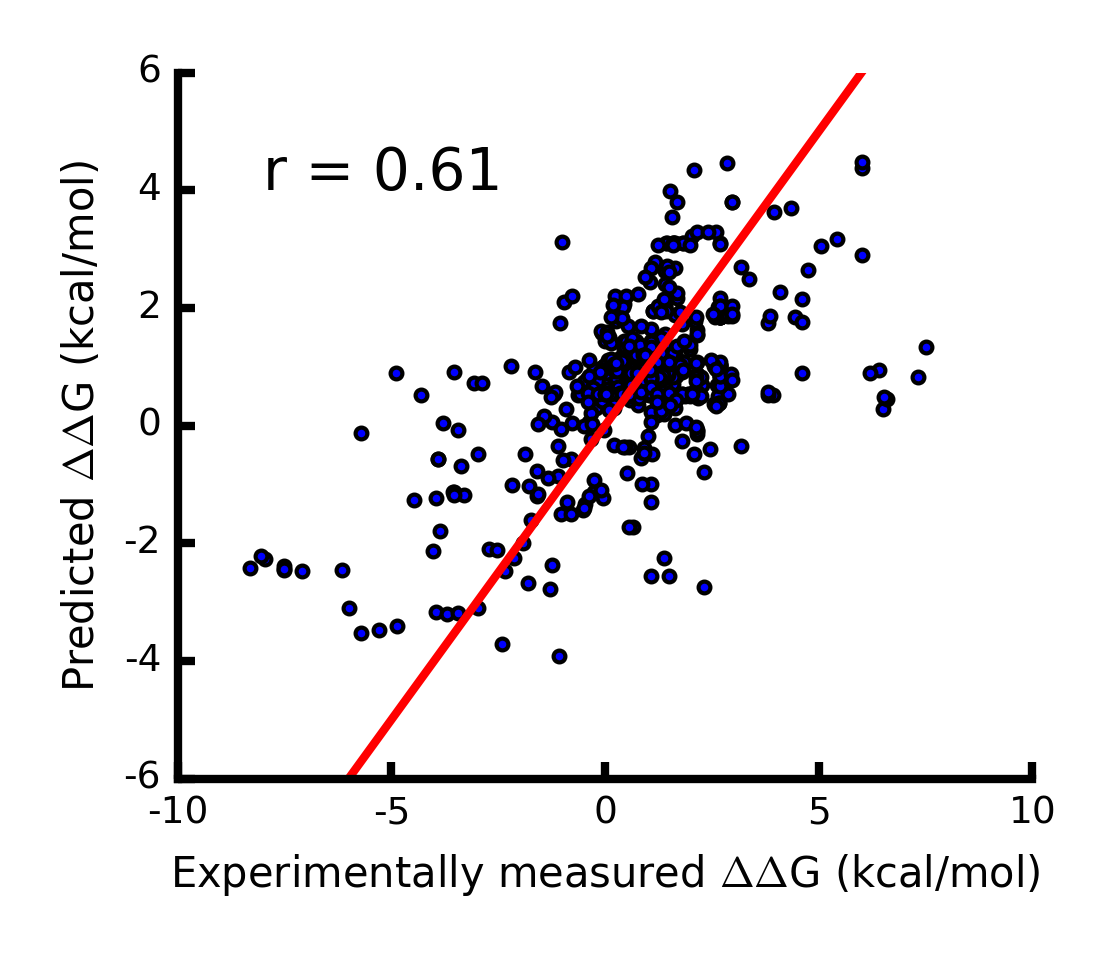 6
r = 0.61
4
2
0
-2
-4
-6
Predicted ΔΔG (kcal/mol)
-10 -5 0 5 10
Experimentally measured ΔΔG (kcal/mol)